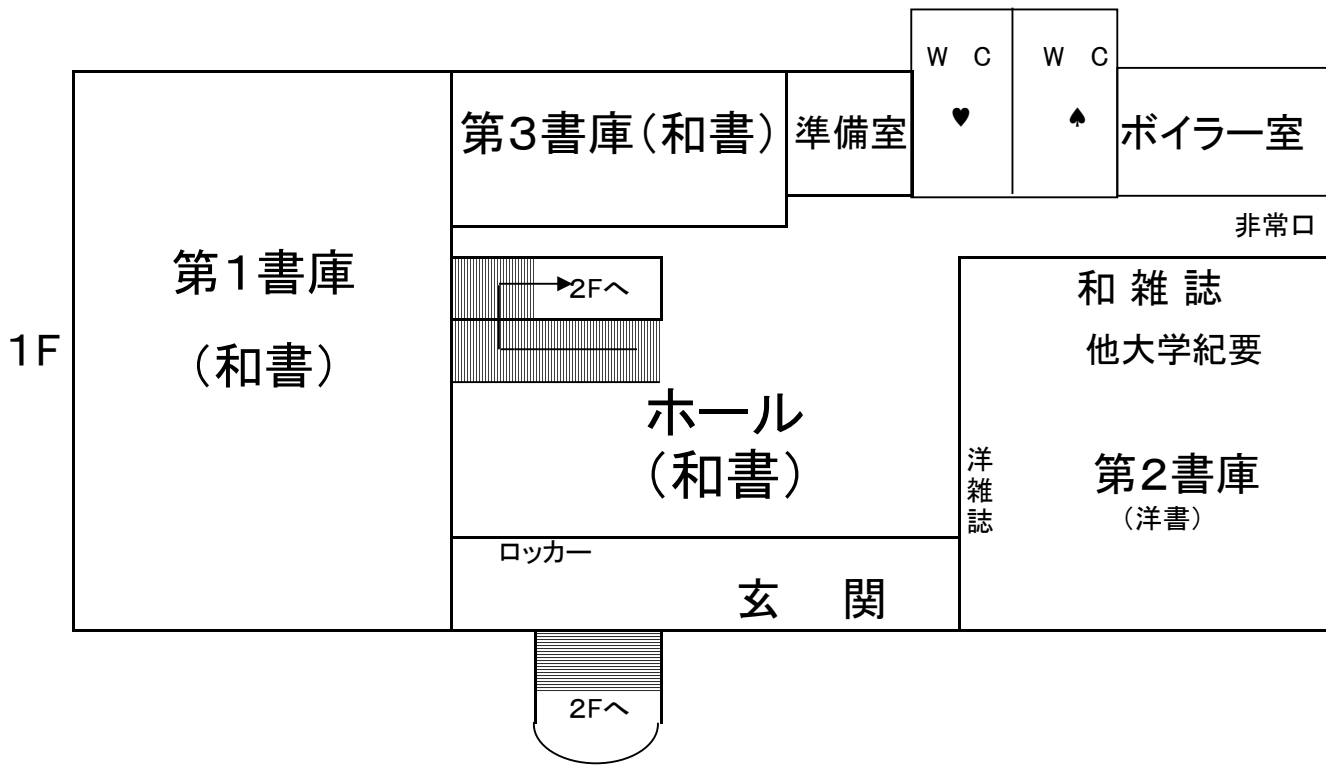 W C
W C
♥
♠
第3書庫(和書)
準備室
ボイラー室
非常口
第1書庫
(和書)
2Fへ
和 雑 誌
他大学紀要
1F
ホール
(和書)
洋雑誌
第2書庫
(洋書)
ロッカー
玄 関
2Fへ